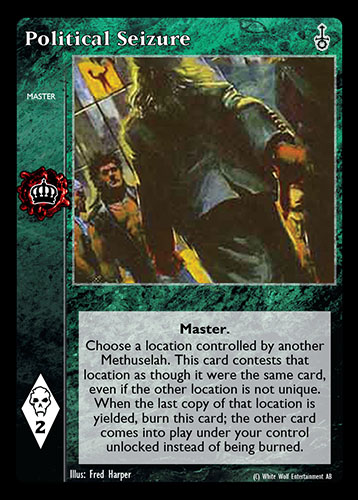 Political Seizure
MASTER
Master.
Choose a location controlled by another
Methuselah. This card contests that
location as though it were the same card,
even if the other location is not unique.
When the last copy of that location is
yielded, burn this card; the other card
comes into play under your control
unlocked instead of being burned.
2
Illus: Fred Harper
(C) White Wolf Entertainment AB